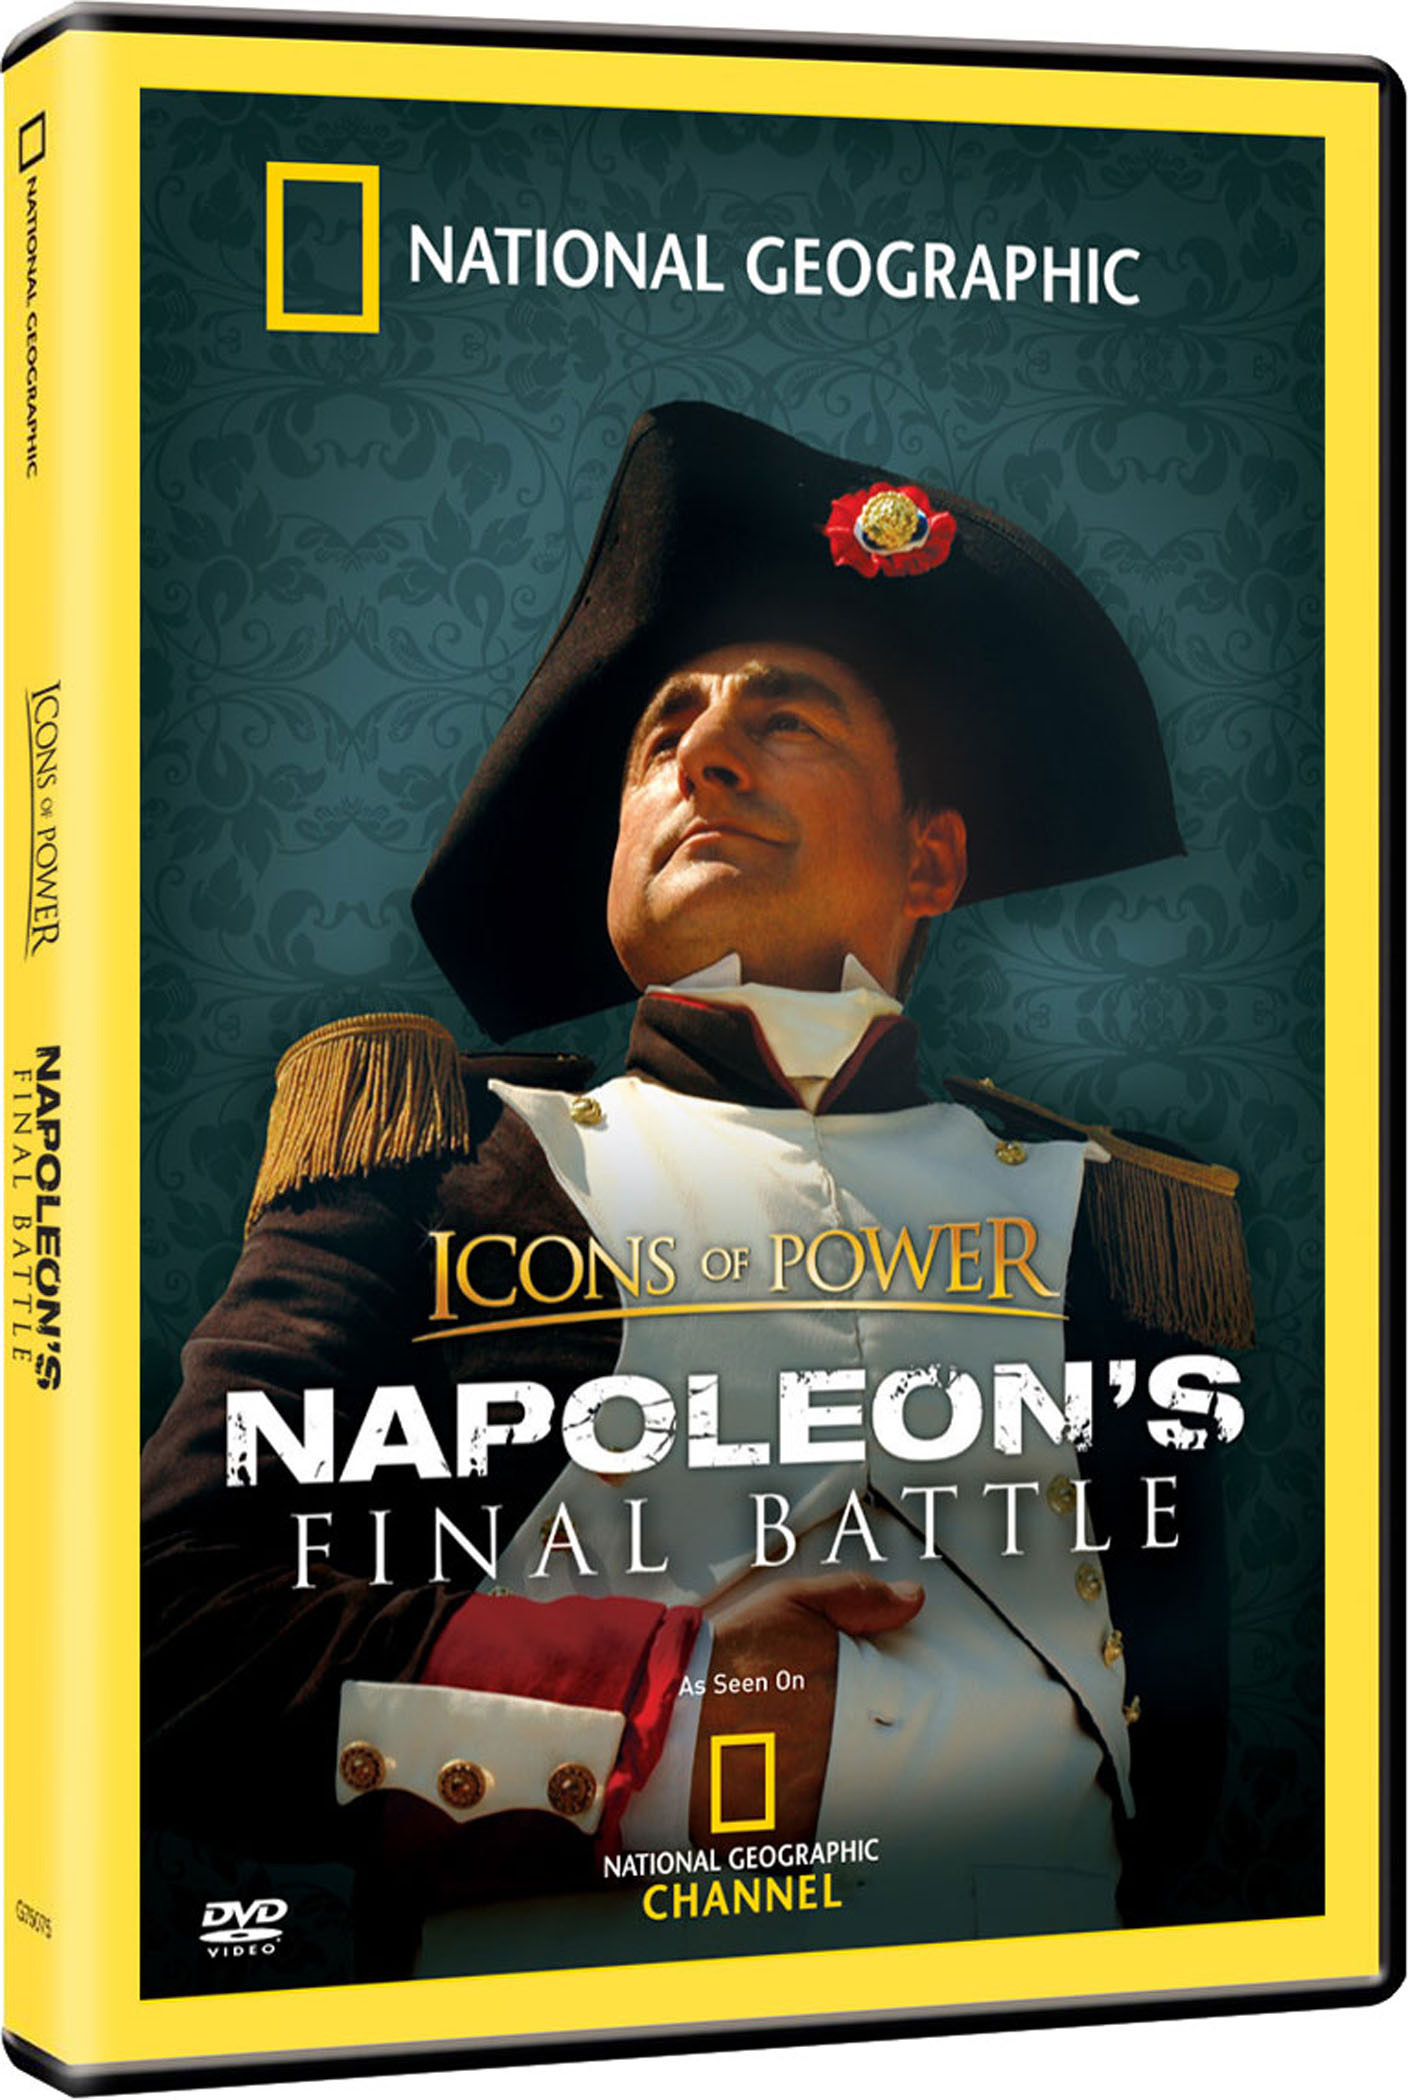 NATIONAL GEOGRAPHIC
ICONS OF POWER
NAPOLEON'S
FINAL BATTLE
G75075
NATIONAL GEOGRAPHIC
ICONS OF POWER
NAPOLEON'S
FINAL BATTLE
As Seen On
NATIONAL GEOGRAPHIC
CHANNEL
DVD
VIDEO